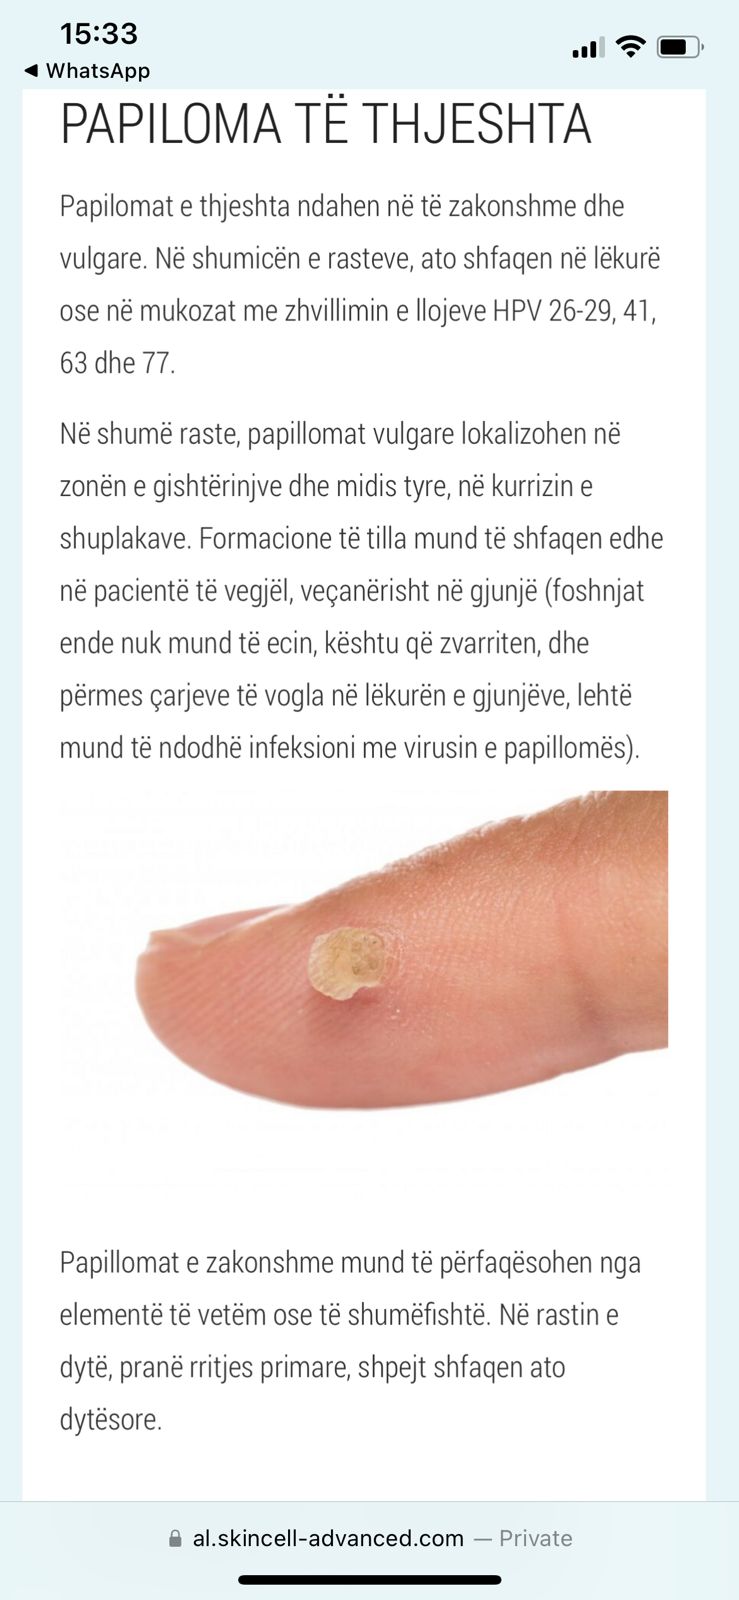 15:33
◀ WhatsApp
PAPILOMA TË THJESHTA
Papilomat e thjeshta ndahen në të zakonshme dhe
vulgare. Në shumicën e rasteve, ato shfaqen në lëkurë
ose në mukozat me zhvillimin e llojeve HPV 26-29, 41,
63 dhe 77.
Në shumë raste, papillomat vulgare lokalizohen në
zonën e gishtërinjve dhe midis tyre, në kurrizin e
shuplakave. Formacione të tilla mund të shfaqen edhe
në pacientë të vegjël, veçanërisht në gjunjë (foshnjat
ende nuk mund të ecin, kështu që zvarriten, dhe
përmes çarjeve të vogla në lëkurën e gjunjëve, lehtë
mund të ndodhë infeksioni me virusin e papillomës).
Papillomat e zakonshme mund të përfaqësohen nga
elementë të vetëm ose të shumëfishtë. Në rastin e
dytë, pranë rritjes primare, shpejt shfaqen ato
dytësore.
al.skincell-advanced.com — Private